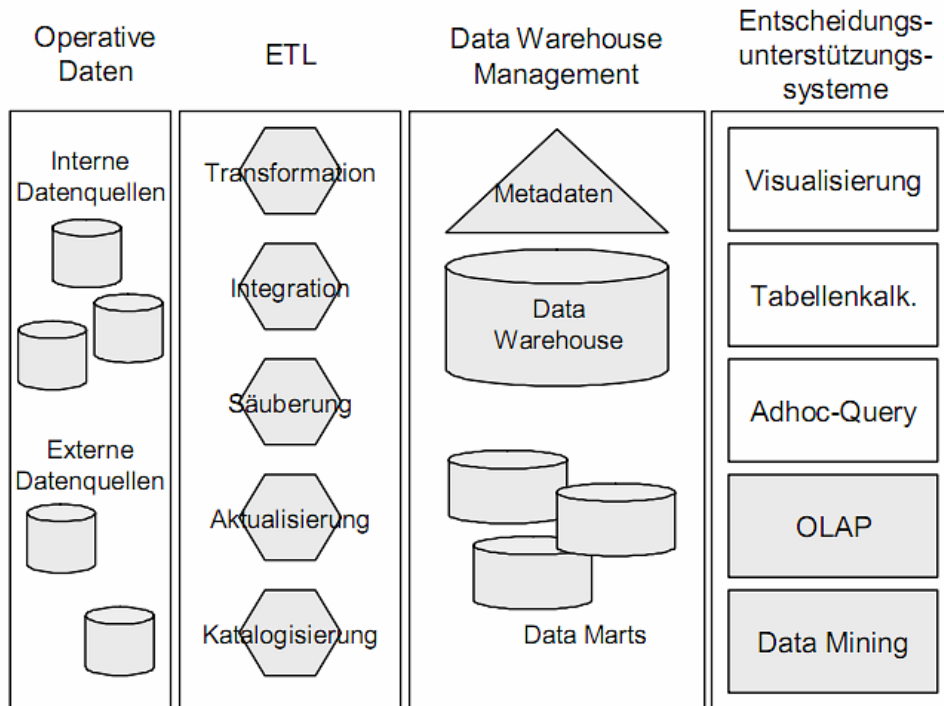 Operative
Daten
ETL
Data Warehouse
Management
Entscheidungs-
unterstützungs-
systeme
Interne
Datenquellen
Externe
Datenquellen
Transformation
Integration
Säuberung
Aktualisierung
Katalogisierung
Metadaten
Data
Warehouse
Data Marts
Visualisierung
Tabellenkalk.
Adhoc-Query
OLAP
Data Mining